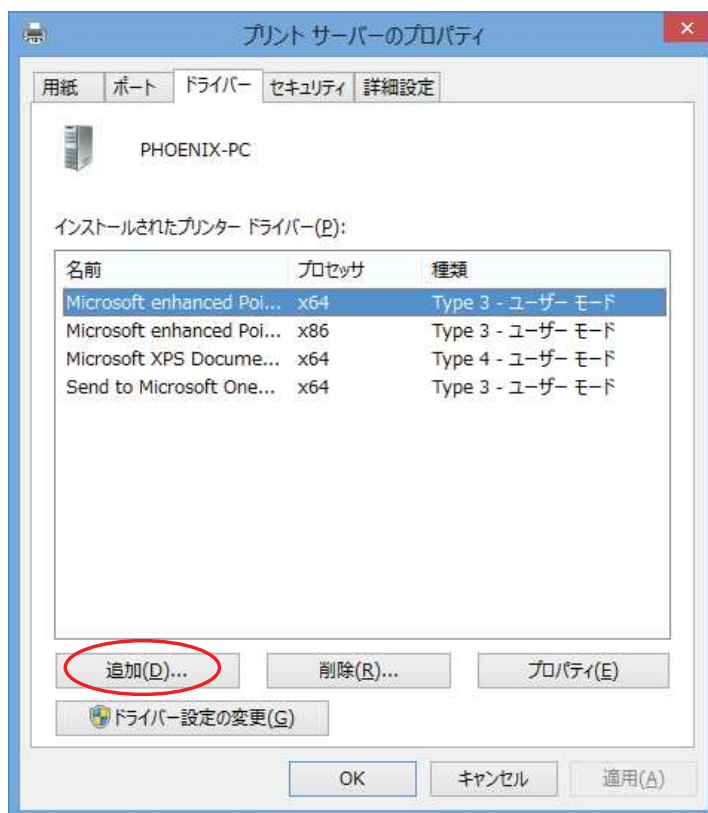 プリント サーバーのプロパティ
用紙 ポート ドライバー セキュリティ 詳細設定
PHOENIX-PC
インストールされたプリンター ドライバー(P):
名前 プロセッサ 種類
Microsoft enhanced Poi... x64 Type 3 - ユーザー モード
Microsoft enhanced Poi... x86 Type 3 - ユーザー モード
Microsoft XPS Docume... x64 Type 4 - ユーザー モード
Send to Microsoft One... x64 Type 3 - ユーザー モード
追加(D)... 削除(R)... プロパティ(E)
ドライバー設定の変更(G)
OK キャンセル 適用(A)